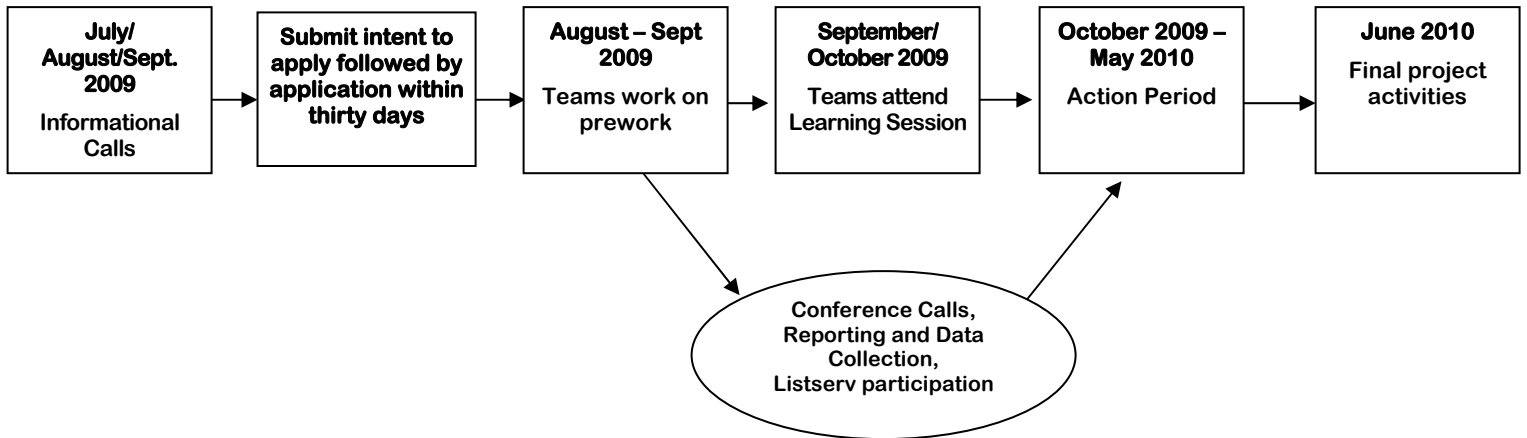 July/
August/Sept.
2009
Informational
Calls
Submit intent to
apply followed by
application within
thirty days
August – Sept
2009
Teams work on
prework
September/
October 2009
Teams attend
Learning Session
October 2009 –
May 2010
Action Period
June 2010
Final project
activities
Conference Calls,
Reporting and Data
Collection,
Listserv participation